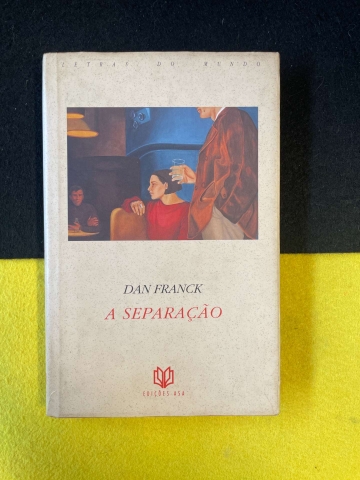 LETRAS DO MUNDO
DAN FRANCK
A SEPARAÇÃO
EDIÇÕES ASA